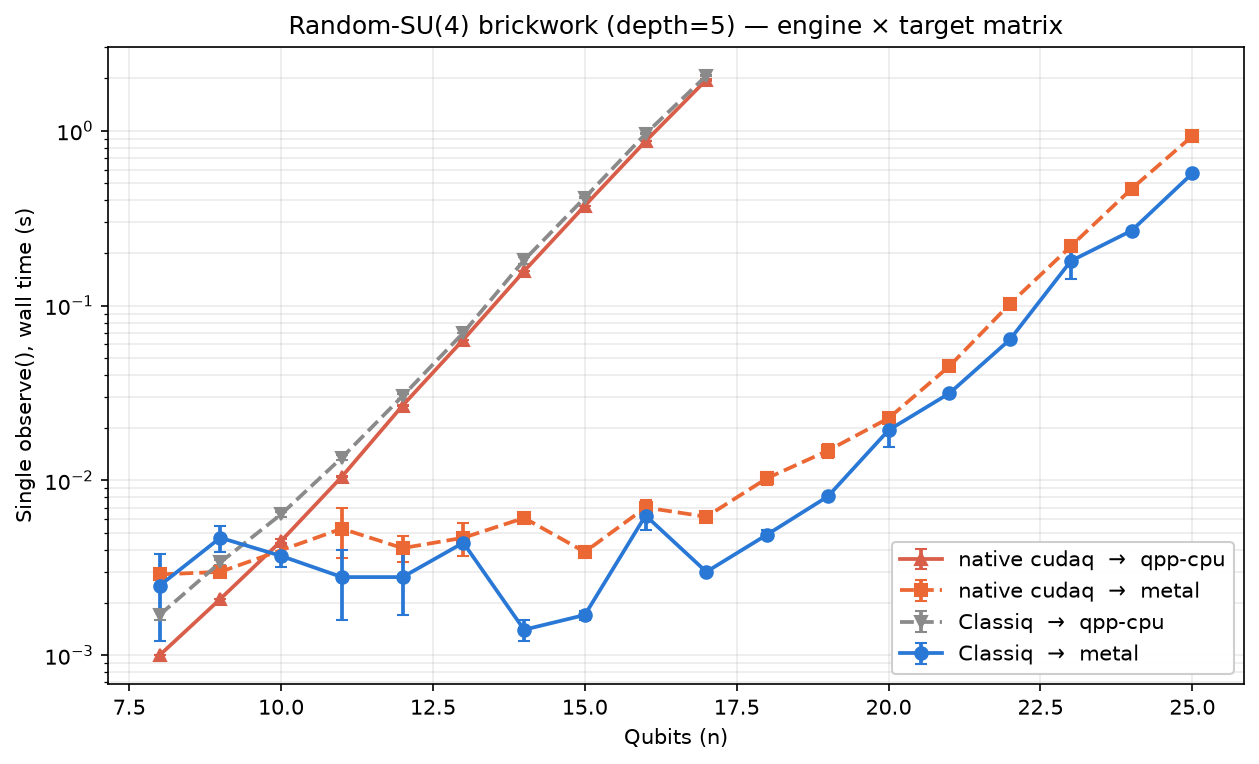 Random-SU(4) brickwork (depth=5) — engine × target matrix
Single observe(), wall time (s)
10⁰
10⁻¹
10⁻²
10⁻³
native cudaq → qpp-cpu
native cudaq → metal
Classiq → qpp-cpu
Classiq → metal
7.5 10.0 12.5 15.0 17.5 20.0 22.5 25.0
Qubits (n)